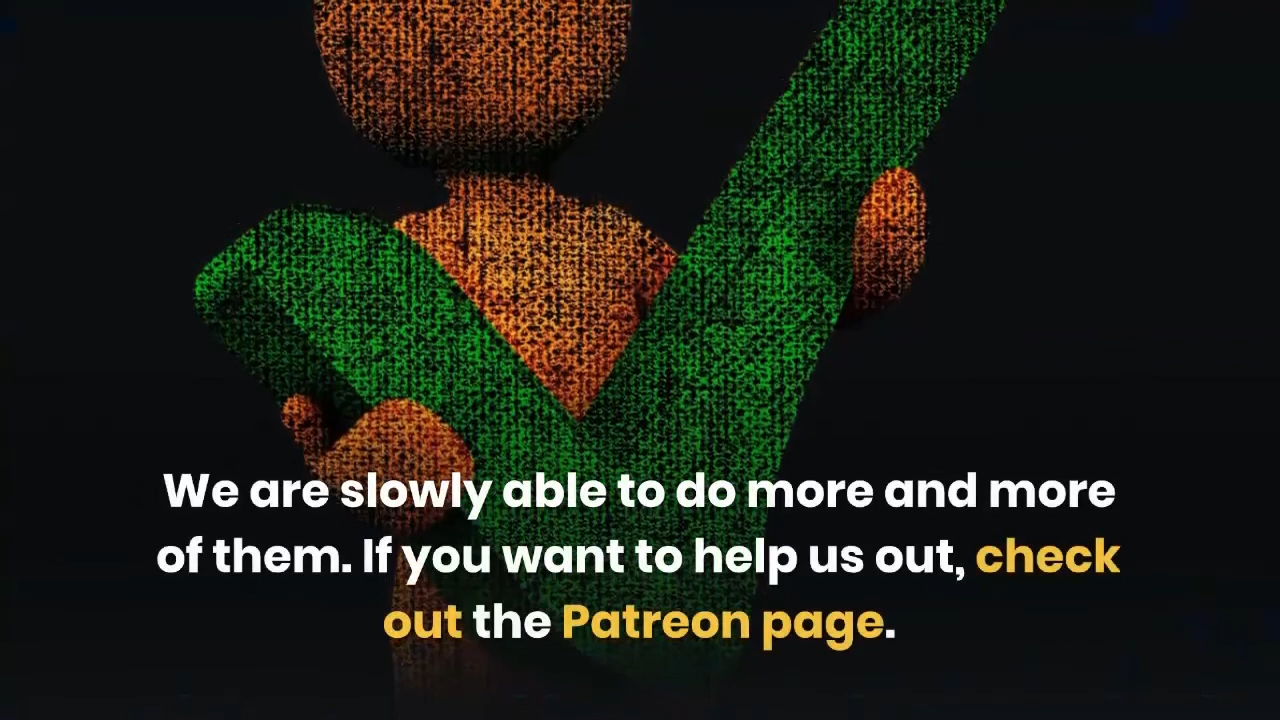 We are slowly able to do more and more
of them. If you want to help us out, check
out the Patreon page.